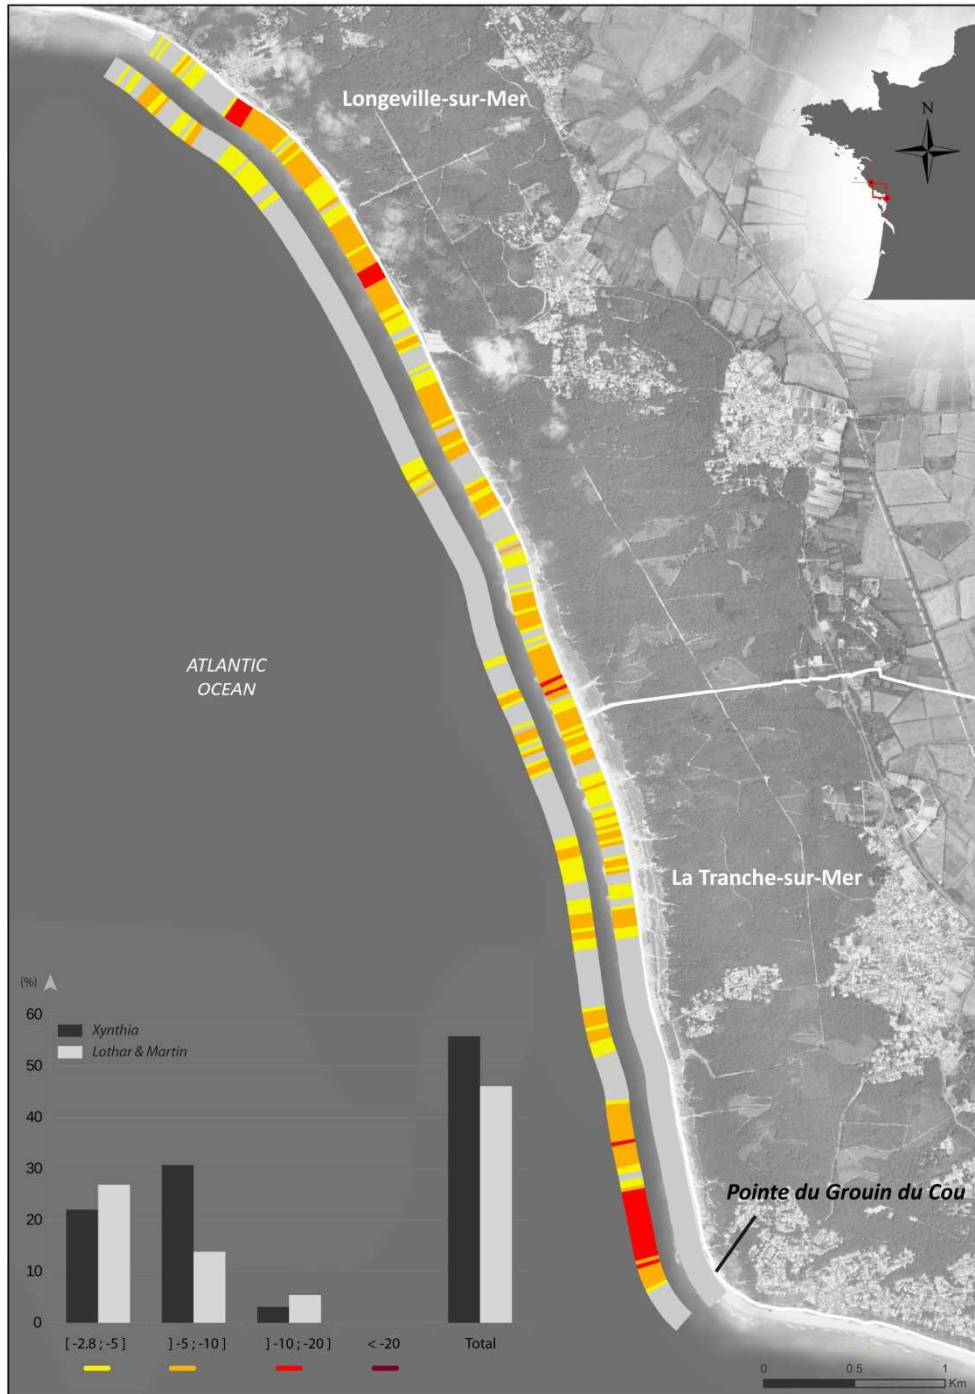 Longeville-sur-Mer
N
ATLANTIC
OCEAN
La Tranche-sur-Mer
Pointe du Grouin du Cou
(%)
60
50
40
30
20
10
0
Xynthia
Lothar & Martin
[ -2.8 ; -5 ]
] -5 ; -10 ]
] -10 ; -20 ]
< -20
Total
0
0.5
1
Km